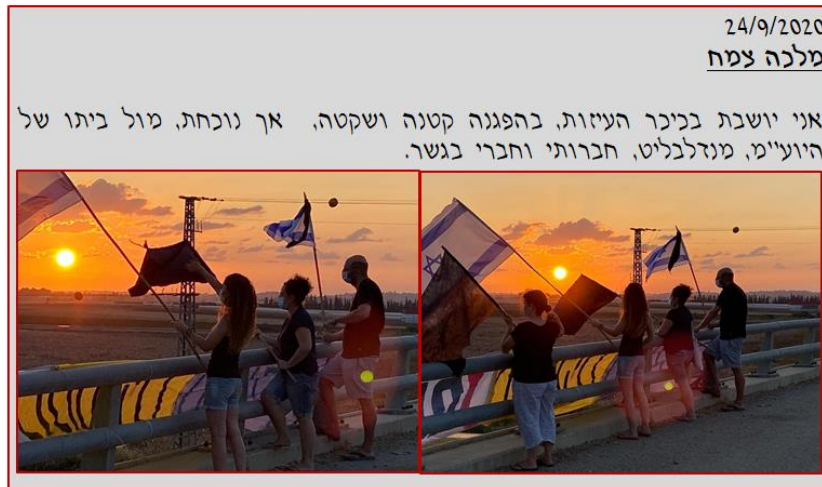 24/9/2020
מלכה צמח
אני יושבת בכיכר העיזות, בהפגנה קטנה ושקטה, אך נוכחת, מול ביתו של
היוע"מ, מנדלבליט, חברותי וחברי בגשר.